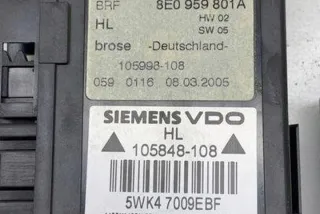 BRF 8E0 959 801A
HL HW 02
SW 05
brose -Deutschland-
105998-108
059 0116 08.03.2005
SIEMENS VDO
HL
105848-108
5WK4 7009EBF